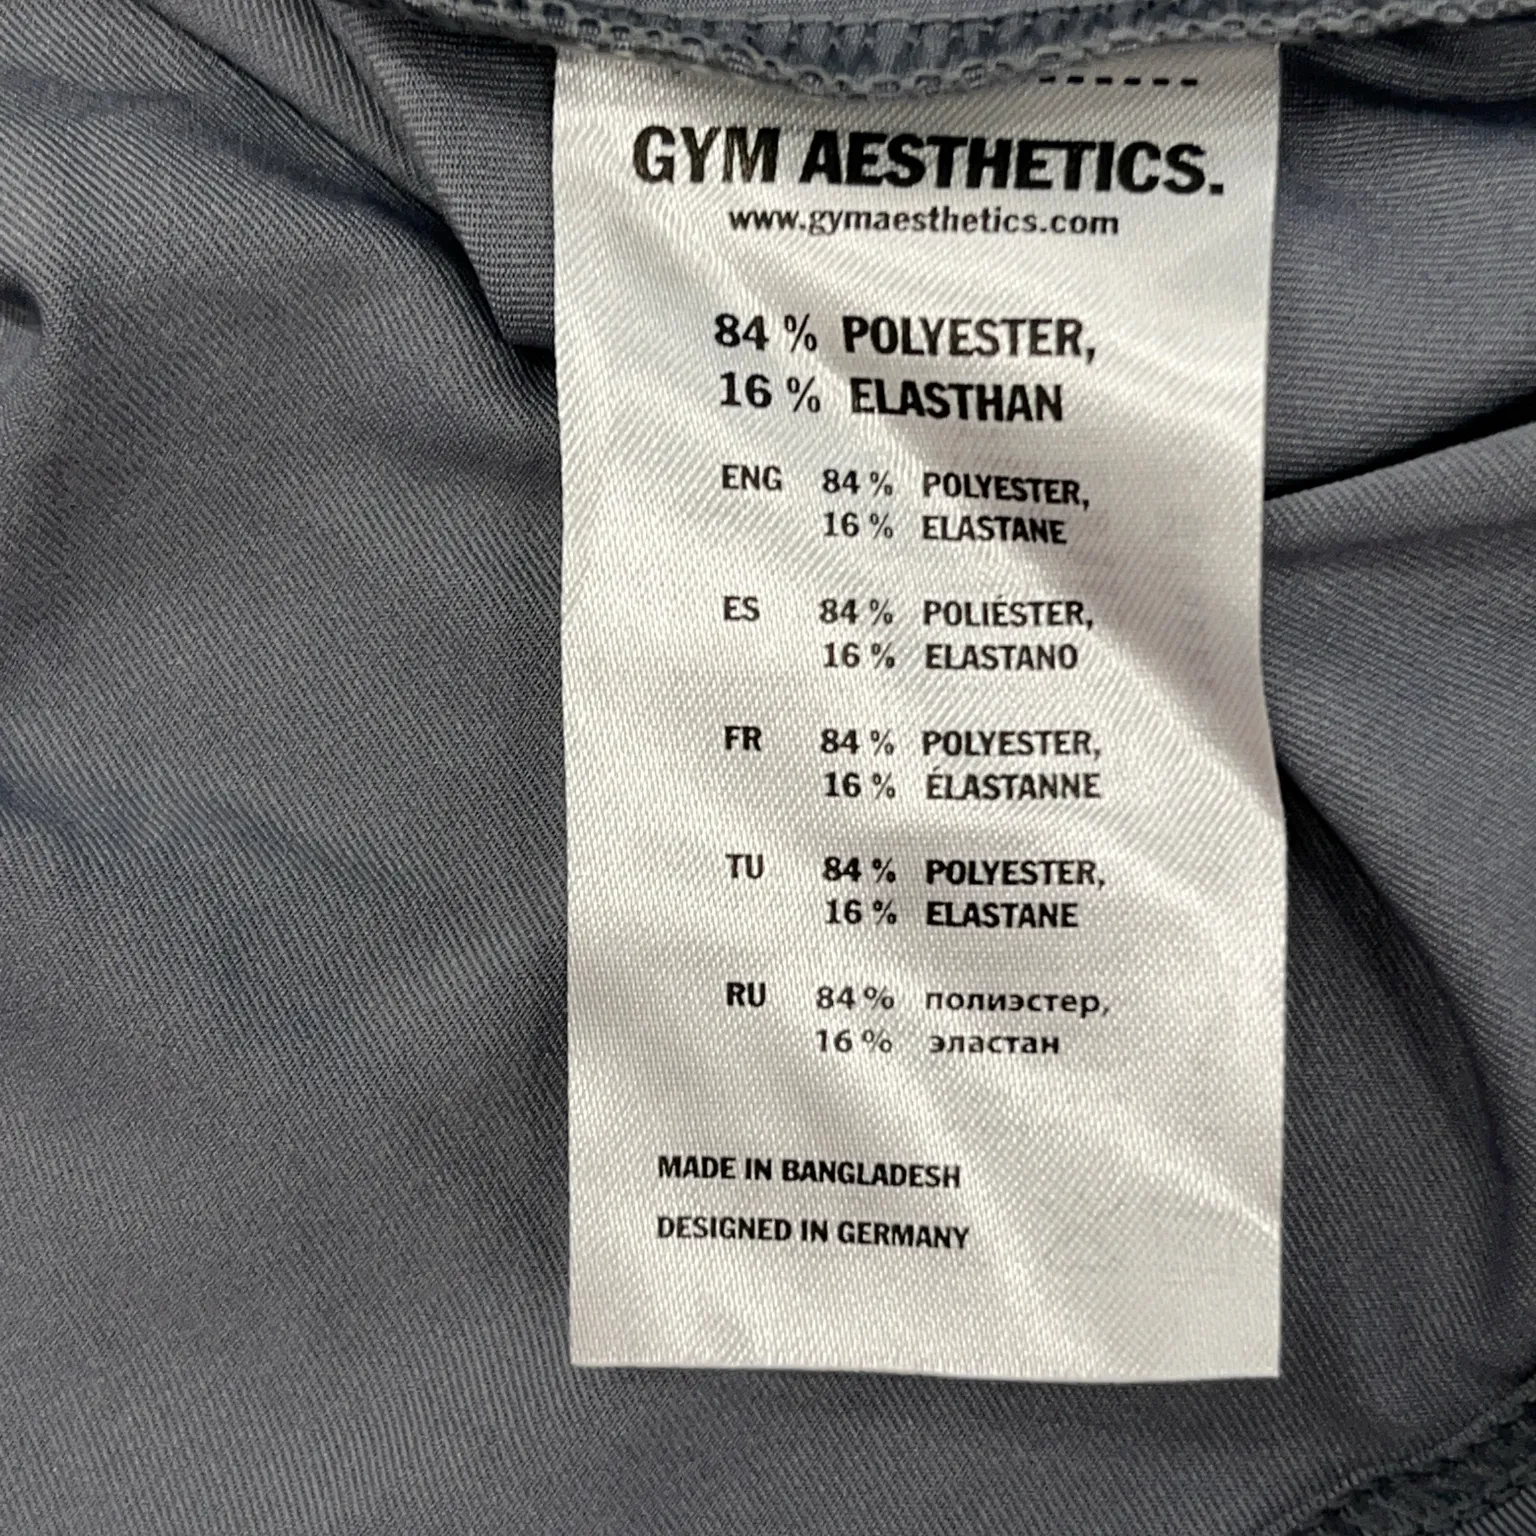 GYM AESTHETICS.
www.gymaesthetics.com
84 % POLYESTER,
16 % ELASTHAN
ENG 84 % POLYESTER,
16 % ELASTANE
ES 84 % POLIÉSTER,
16 % ELASTANO
FR 84 % POLYESTER,
16 % ÉLASTANNE
TU 84 % POLYESTER,
16 % ELASTANE
RU 84 % полиэстер,
16 % эластан
MADE IN BANGLADESH
DESIGNED IN GERMANY